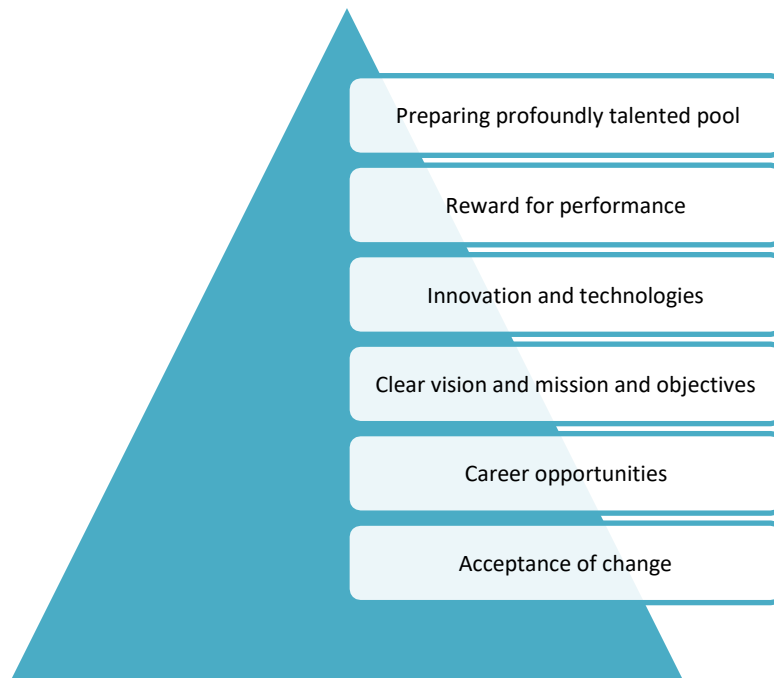 Preparing profoundly talented pool
Reward for performance
Innovation and technologies
Clear vision and mission and objectives
Career opportunities
Acceptance of change